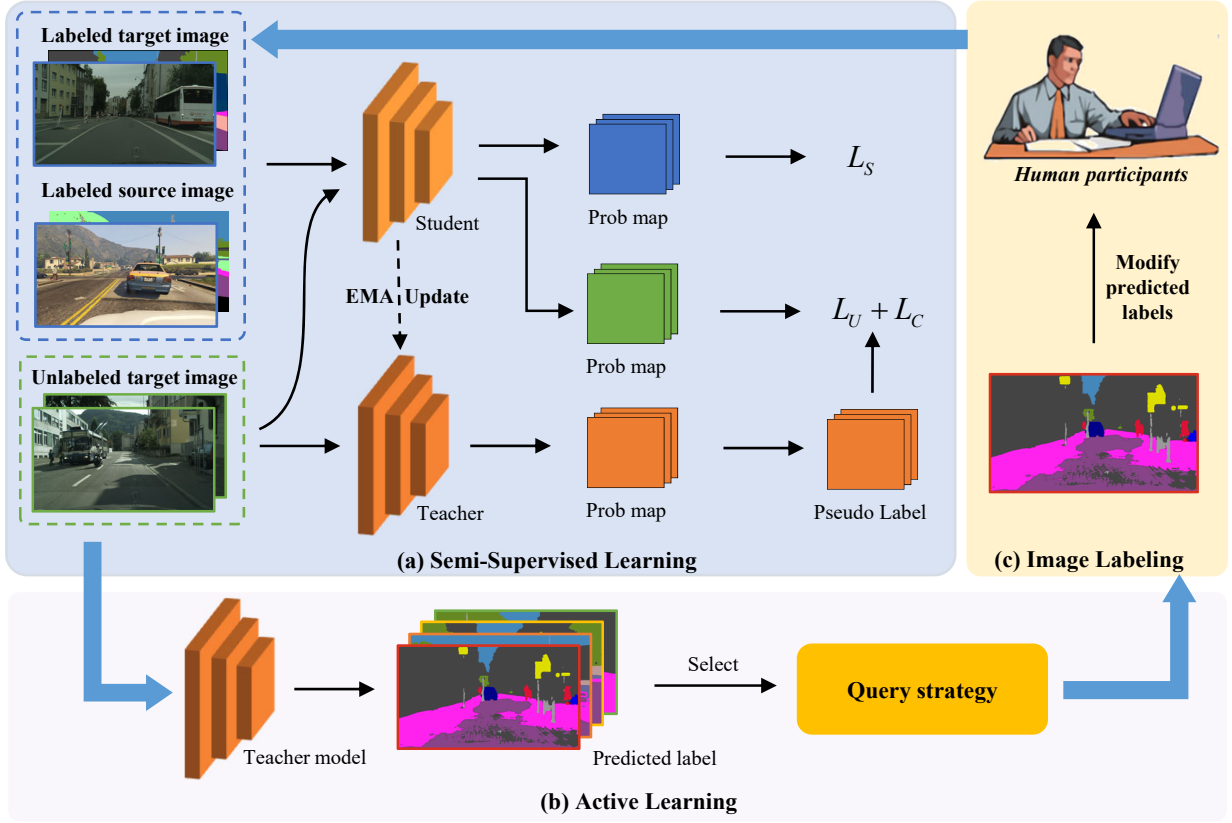 Labeled target image
Labeled source image
Unlabeled target image
Student
EMA Update
Teacher
Prob map
Prob map
Prob map
L_S
L_U + L_C
Pseudo Label
(a) Semi-Supervised Learning
Human participants
Modify
predicted
labels
(c) Image Labeling
Teacher model
Predicted label
Select
Query strategy
(b) Active Learning